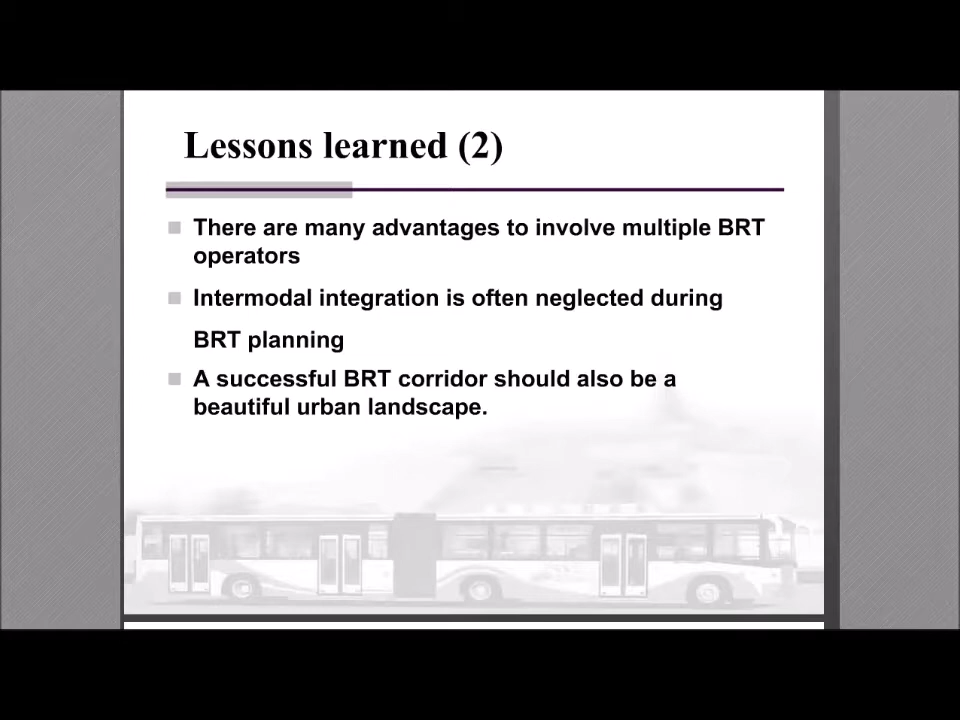 Lessons learned (2)
There are many advantages to involve multiple BRT
operators
Intermodal integration is often neglected during
BRT planning
A successful BRT corridor should also be a
beautiful urban landscape.